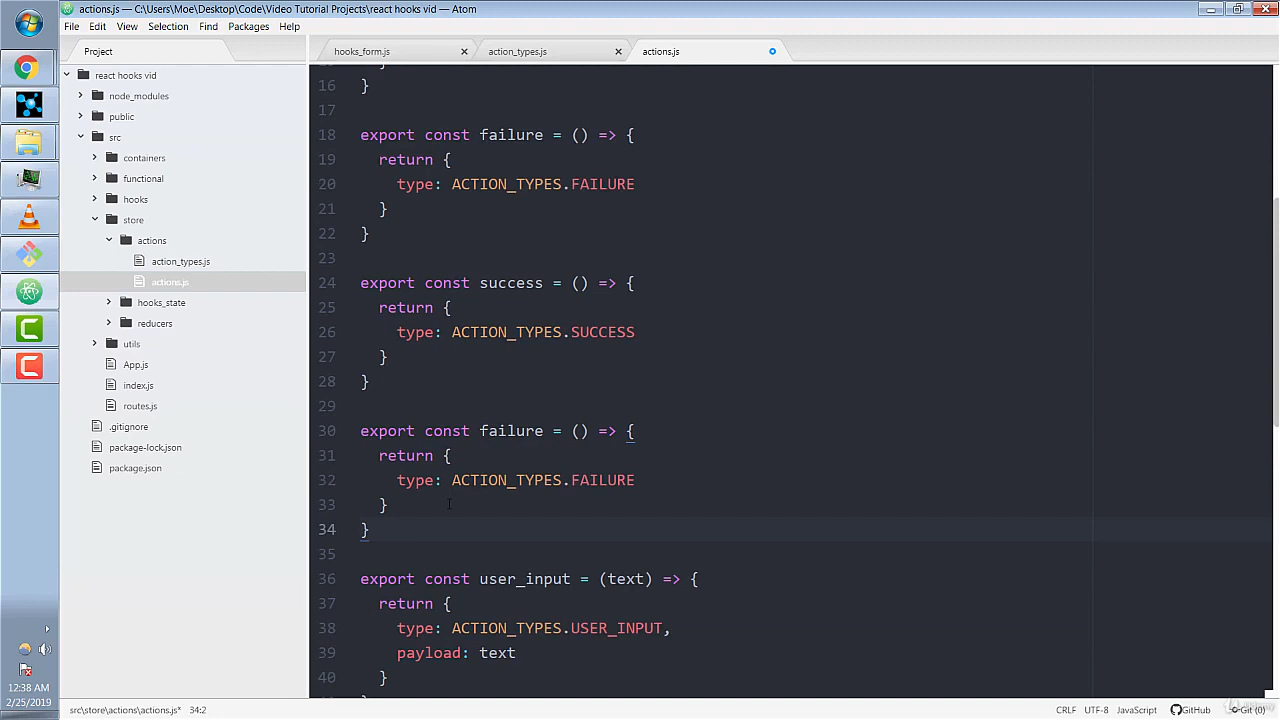 actions.js — C:\Users\Moe\Desktop\Code\Video Tutorial Projects\react hooks vid — Atom
File Edit View Selection Find Packages Help
Project
hooks_form.js
action_types.js
actions.js
react hooks vid
node_modules
public
src
containers
functional
hooks
store
actions
action_types.js
actions.js
hooks_state
reducers
utils
App.js
index.js
routes.js
.gitignore
package-lock.json
package.json
16 }
17
18 export const failure = () => {
19 return {
20 type: ACTION_TYPES.FAILURE
21 }
22 }
23
24 export const success = () => {
25 return {
26 type: ACTION_TYPES.SUCCESS
27 }
28 }
29
30 export const failure = () => {
31 return {
32 type: ACTION_TYPES.FAILURE
33 }
34 }
35
36 export const user_input = (text) => {
37 return {
38 type: ACTION_TYPES.USER_INPUT,
39 payload: text
40 }
12:38 AM
2/25/2019
src\store\actions\actions.js* 34:2
CRLF UTF-8 JavaScript GitHub Git (0)